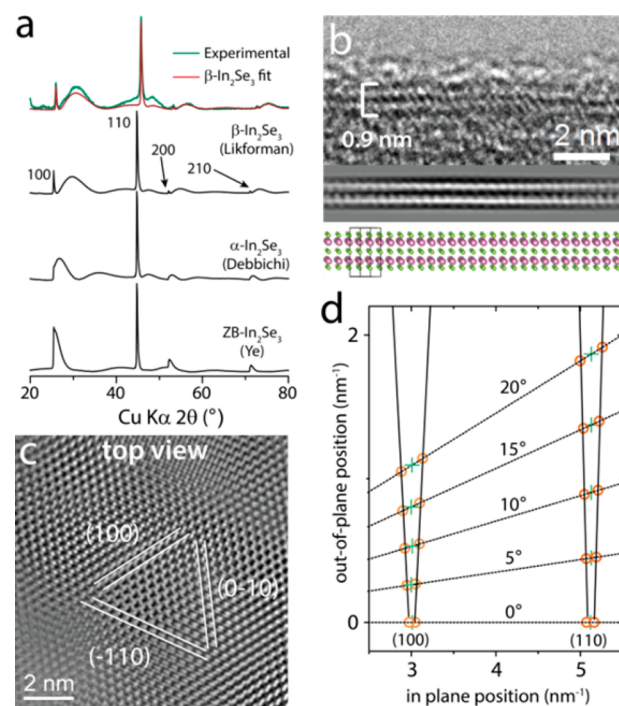 a
Experimental
β-In2Se3 fit
110
β-In2Se3
(Likforman)
200
100
210
α-In2Se3
(Debbichi)
ZB-In2Se3
(Ye)
20
30
40
50
60
70
80
Cu Kα 2θ (°)
b
0.9 nm
2 nm
c
top view
(100)
(0-10)
(-110)
2 nm
d
2
20°
15°
1
10°
5°
0°
0
(100)
(110)
3
4
5
out-of-plane position (nm-1)
in plane position (nm-1)